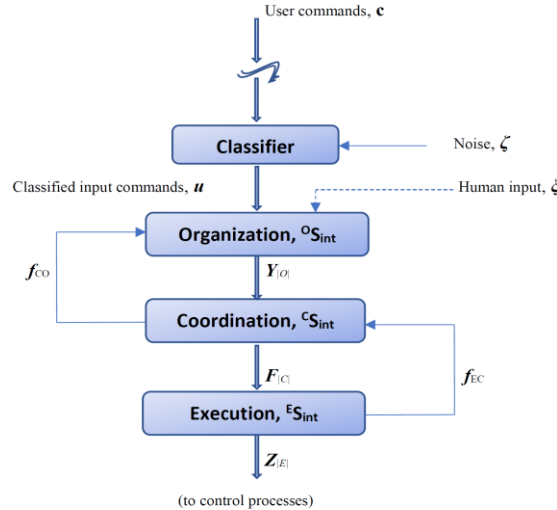 User commands, c
Classifier
Noise, ζ
Classified input commands, u
Human input, ξ
Organization, ᴼSint
fCO
Y|O|
Coordination, ᶜSint
F|C|
fEC
Execution, ᴱSint
Z|E|
(to control processes)